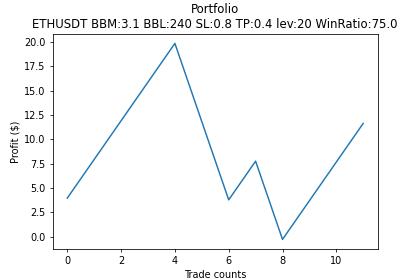 Portfolio
ETHUSDT BBM:3.1 BBL:240 SL:0.8 TP:0.4 lev:20 WinRatio:75.0
20.0
17.5
15.0
12.5
10.0
7.5
5.0
2.5
0.0
Profit ($)
0 2 4 6 8 10
Trade counts